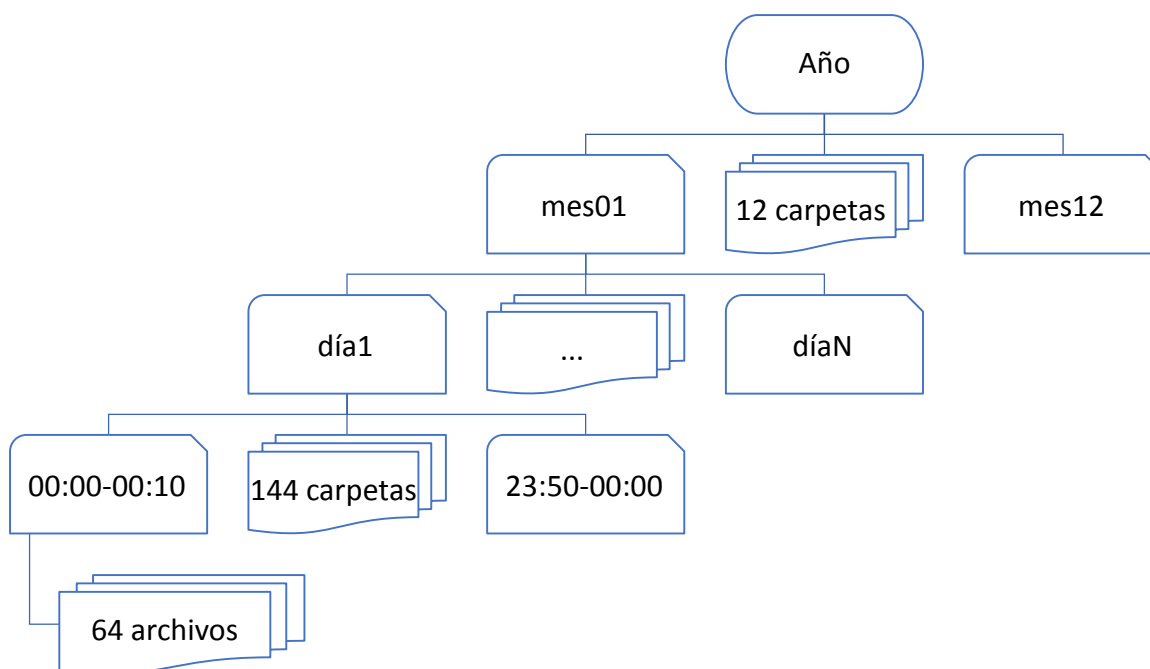 Año
mes01
12 carpetas
mes12
día1
...
díaN
00:00-00:10
144 carpetas
23:50-00:00
64 archivos